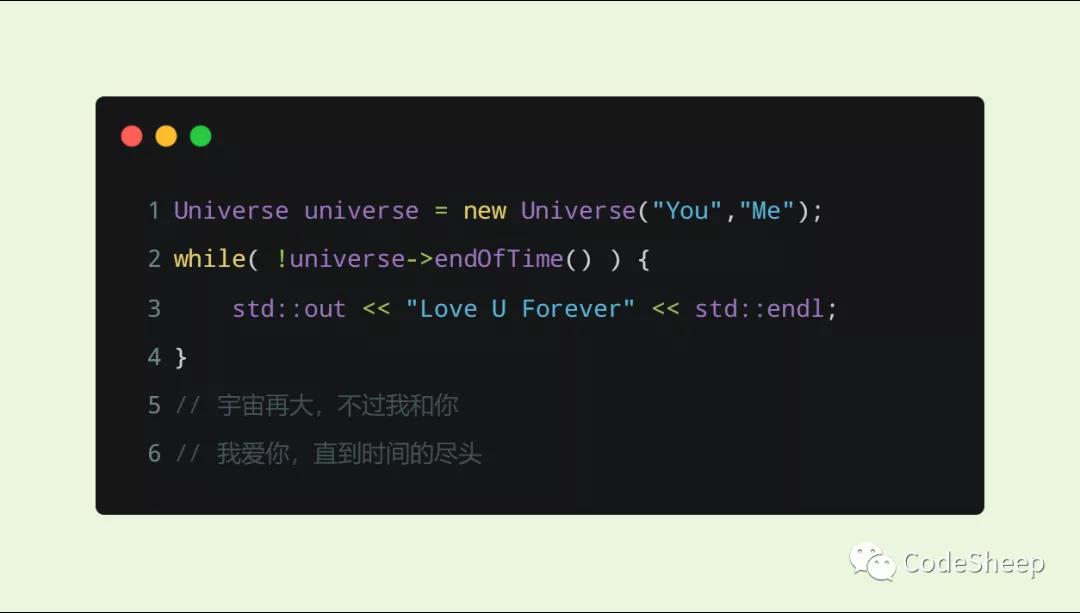 1 Universe universe = new Universe("You","Me");
2 while( !universe->endOfTime() ) {
3     std::out << "Love U Forever" << std::endl;
4 }
5 // 宇宙再大，不过我和你
6 // 我爱你，直到时间的尽头
CodeSheep